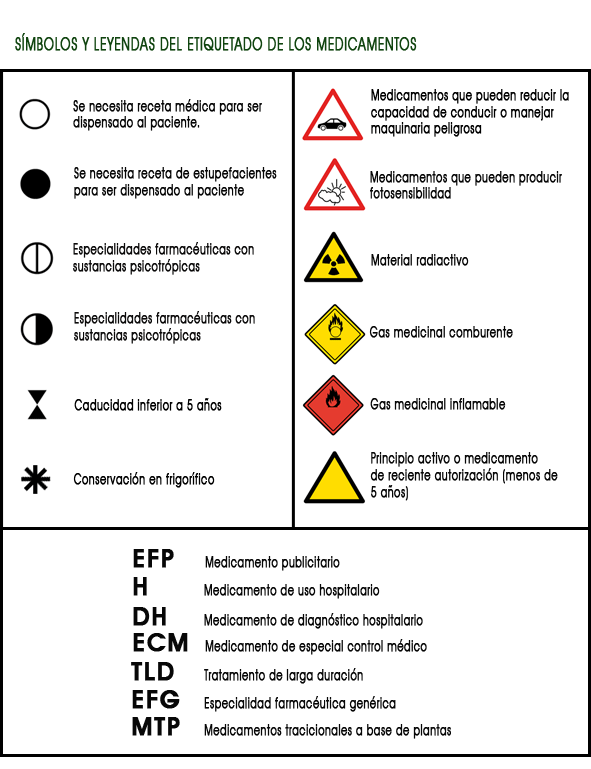 SÍMBOLOS Y LEYENDAS DEL ETIQUETADO DE LOS MEDICAMENTOS
Se necesita receta médica para ser
dispensado al paciente.
Se necesita receta de estupefacientes
para ser dispensado al paciente
Especialidades farmacéuticas con
sustancias psicotrópicas
Especialidades farmacéuticas con
sustancias psicotrópicas
Caducidad inferior a 5 años
Conservación en frigorífico
Medicamentos que pueden reducir la
capacidad de conducir o manejar
maquinaria peligrosa
Medicamentos que pueden producir
fotosensibilidad
Material radiactivo
Gas medicinal comburente
Gas medicinal inflamable
Principio activo o medicamento
de reciente autorización (menos de
5 años)
EFP Medicamento publicitario
H Medicamento de uso hospitalario
DH Medicamento de diagnóstico hospitalario
ECM Medicamento de especial control médico
TLD Tratamiento de larga duración
EFG Especialidad farmacéutica genérica
MTP Medicamentos tracicionales a base de plantas